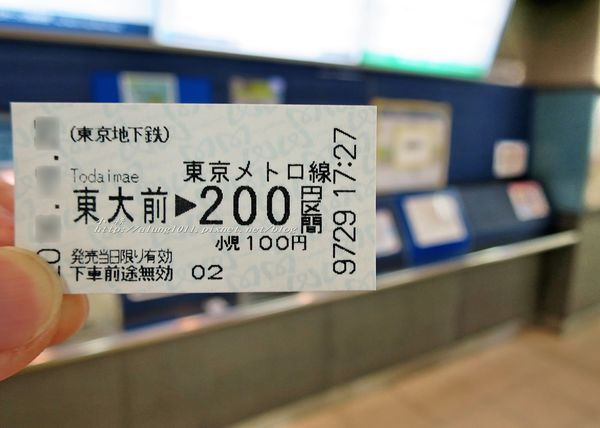 (東京地下鉄)
Todaimae
東京メトロ線
東大前▶200円区間
小児100円
発売当日限り有効
下車前途無効 02
9729 17:27